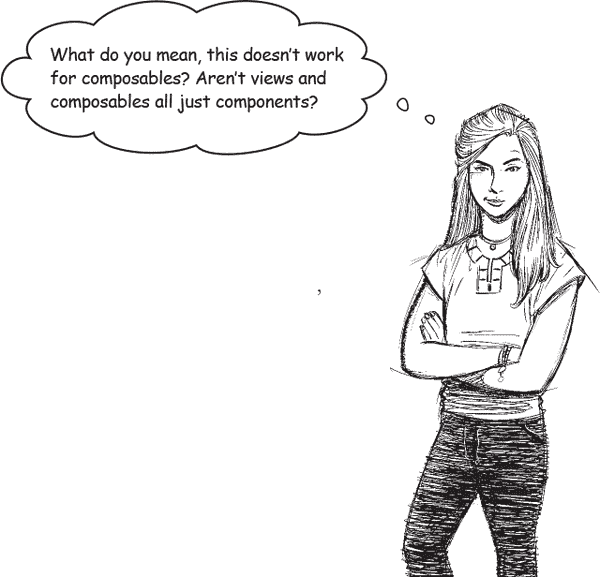 What do you mean, this doesn't work
for composables? Aren't views and
composables all just components?
,